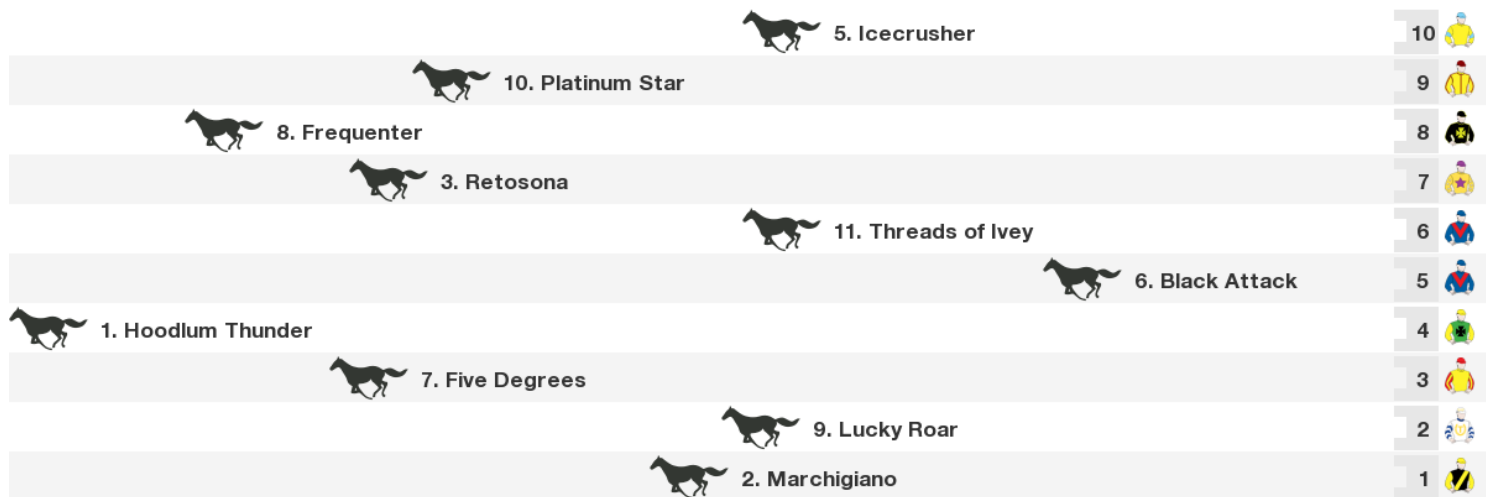 5. Icecrusher 10
10. Platinum Star 9
8. Frequenter 8
3. Retosona 7
11. Threads of Ivey 6
6. Black Attack 5
1. Hoodlum Thunder 4
7. Five Degrees 3
9. Lucky Roar 2
2. Marchigiano 1